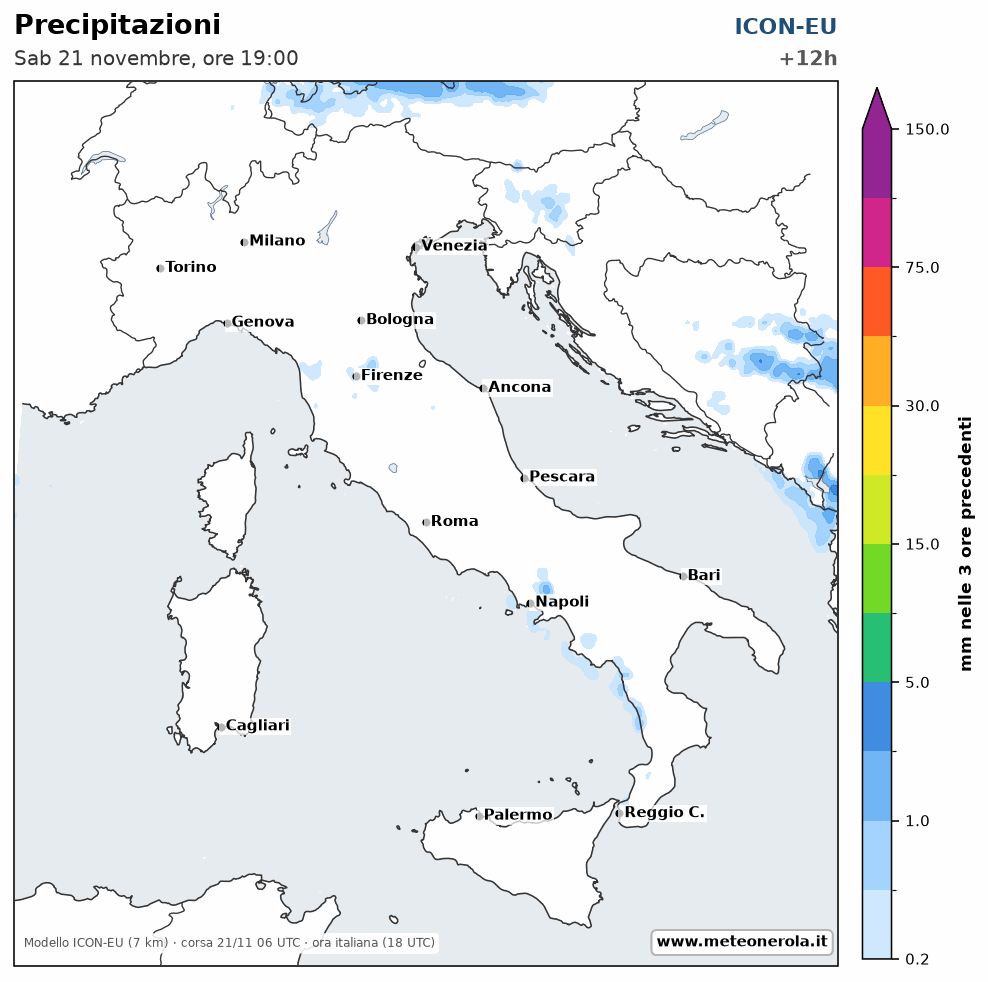 Precipitazioni
ICON-EU
Sab 21 novembre, ore 19:00
+12h
150.0
75.0
30.0
15.0
5.0
1.0
0.2
mm nelle 3 ore precedenti
Milano
Venezia
Torino
Genova
Bologna
Firenze
Ancona
Pescara
Roma
Bari
Napoli
Cagliari
Palermo
Reggio C.
Modello ICON-EU (7 km) · corsa 21/11 06 UTC · ora italiana (18 UTC)
www.meteonerola.it